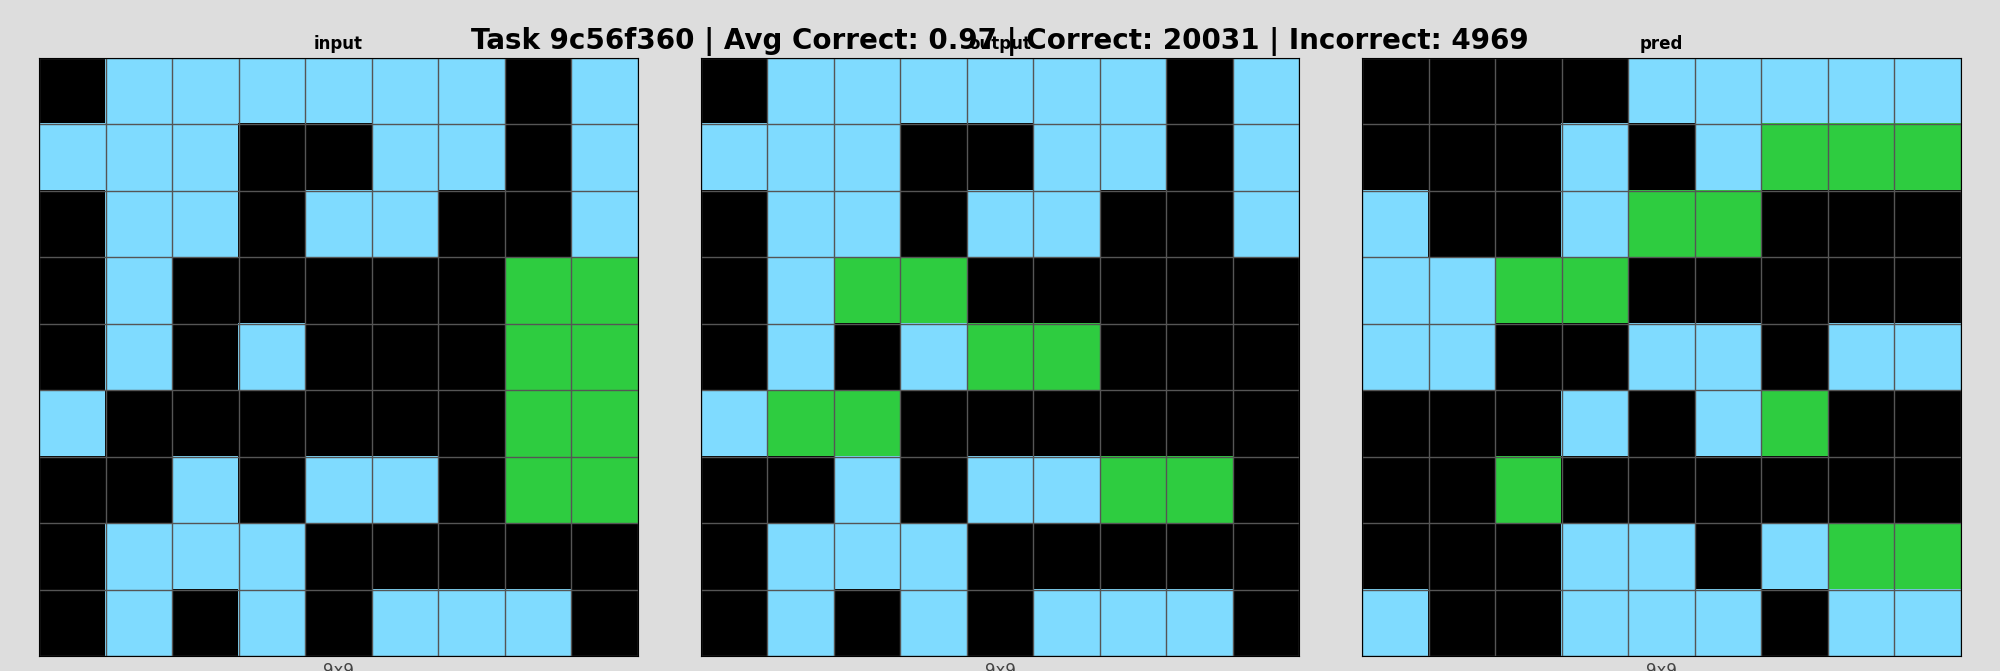 Task 9c56f360 | Avg Correct: 0.97 | Correct: 20031 | Incorrect: 4969
input
output
pred
9x9
9x9
9x9